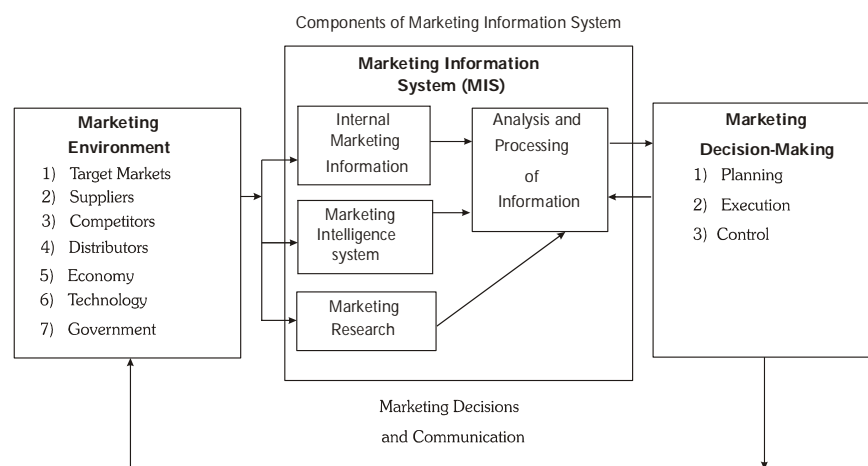 Components of Marketing Information System
Marketing
Environment
1) Target Markets
2) Suppliers
3) Competitors
4) Distributors
5) Economy
6) Technology
7) Government
Marketing Information
System (MIS)
Internal
Marketing
Information
Marketing
Intelligence
system
Marketing
Research
Analysis and
Processing
of
Information
Marketing
Decision-Making
1) Planning
2) Execution
3) Control
Marketing Decisions
and Communication